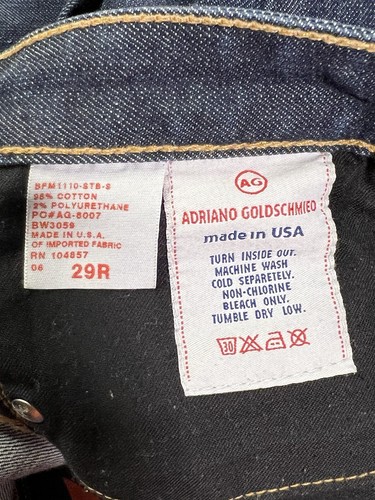 BFM1110-STB-S
98% COTTON
2% POLYURETHANE
PO#AG-8007
BW3059
MADE IN U.S.A.
OF IMPORTED FABRIC
RN 104857
06 29R
AG
ADRIANO GOLDSCHMIED
made in USA
TURN INSIDE OUT.
MACHINE WASH
COLD SEPARETELY.
NON-CHLORINE
BLEACH ONLY.
TUMBLE DRY LOW.
30